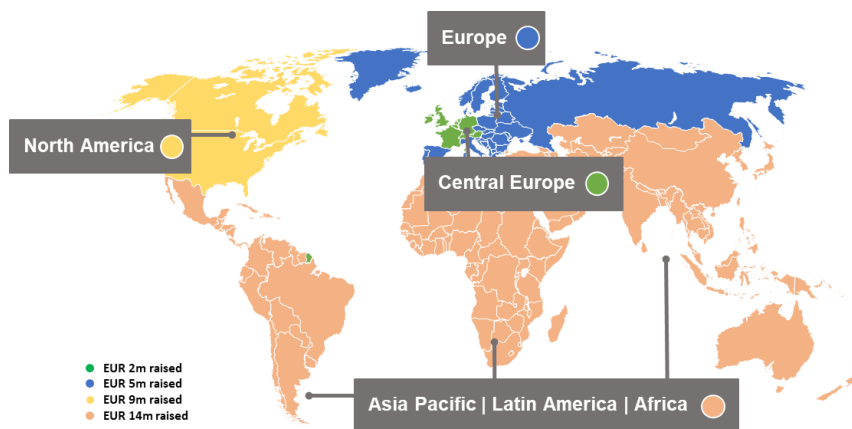 Europe
North America
Central Europe
EUR 2m raised
EUR 5m raised
EUR 9m raised
EUR 14m raised
Asia Pacific | Latin America | Africa